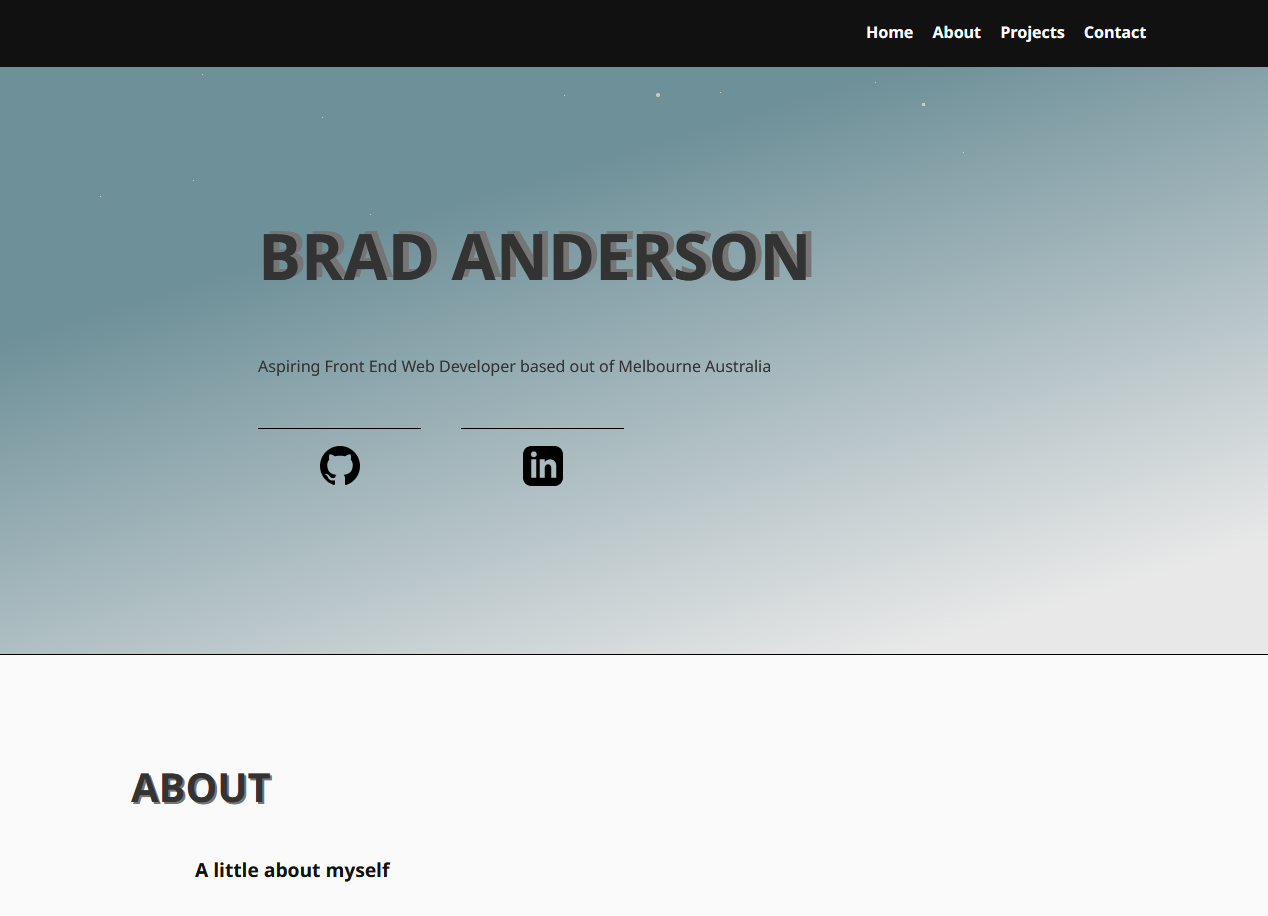 Home About Projects Contact
BRAD ANDERSON
Aspiring Front End Web Developer based out of Melbourne Australia
in
ABOUT
A little about myself